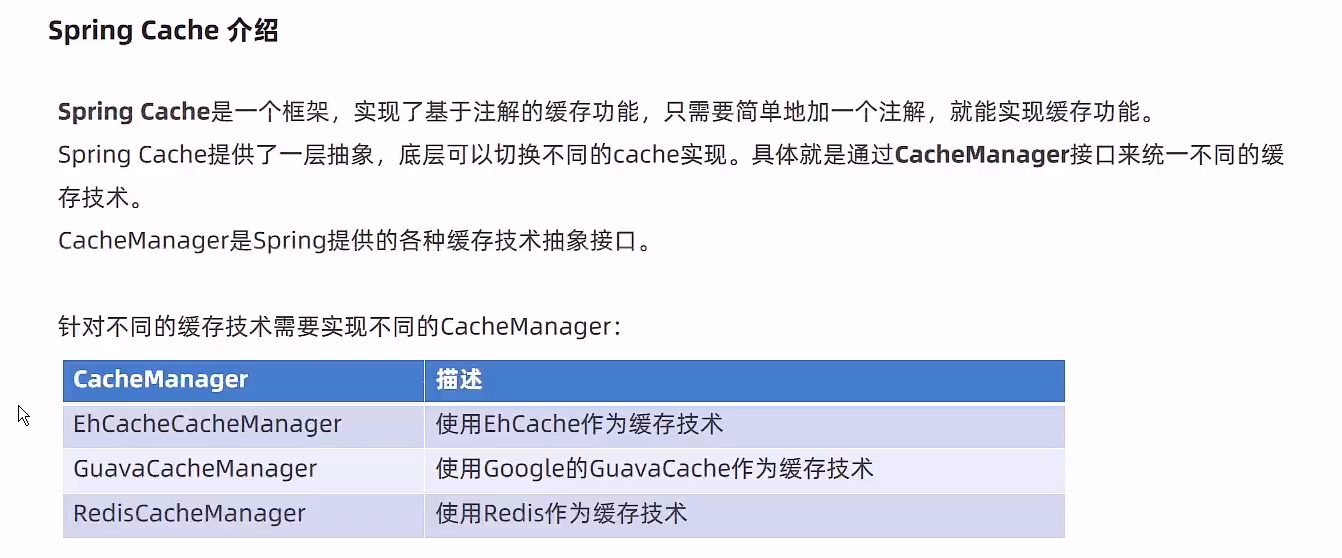 Spring Cache 介绍
Spring Cache是一个框架，实现了基于注解的缓存功能，只需要简单地加一个注解，就能实现缓存功能。
Spring Cache提供了一层抽象，底层可以切换不同的cache实现。具体就是通过CacheManager接口来统一不同的缓
存技术。
CacheManager是Spring提供的各种缓存技术抽象接口。
针对不同的缓存技术需要实现不同的CacheManager：
CacheManager 描述
EhCacheCacheManager 使用EhCache作为缓存技术
GuavaCacheManager 使用Google的GuavaCache作为缓存技术
RedisCacheManager 使用Redis作为缓存技术